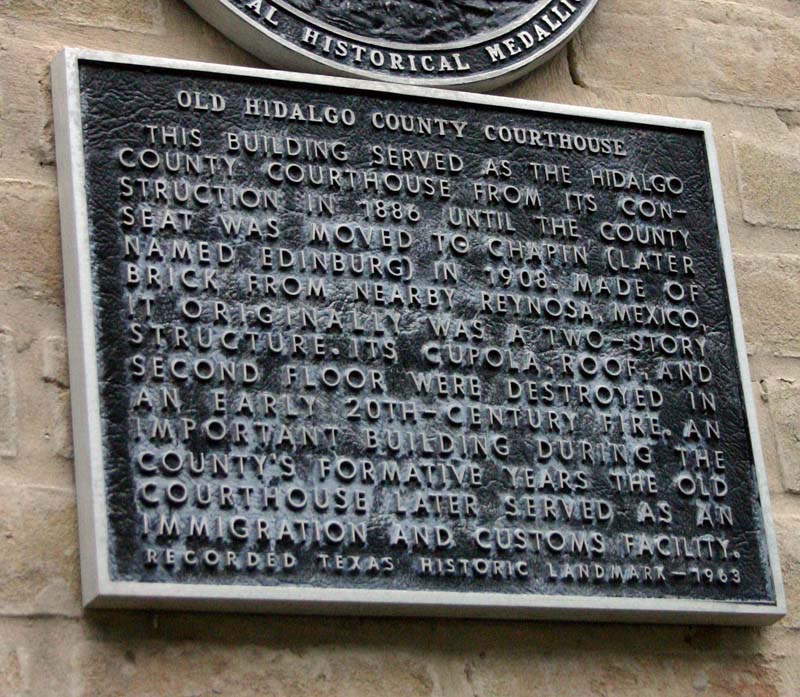 AL HISTORICAL MEDALLION
OLD HIDALGO COUNTY COURTHOUSE
THIS BUILDING SERVED AS THE HIDALGO
COUNTY COURTHOUSE FROM ITS CON-
STRUCTION IN 1886 UNTIL THE COUNTY
SEAT WAS MOVED TO CHAPIN (LATER
NAMED EDINBURG) IN 1908. MADE OF
BRICK FROM NEARBY REYNOSA, MEXICO,
IT ORIGINALLY WAS A TWO-STORY
STRUCTURE. ITS CUPOLA, ROOF, AND
SECOND FLOOR WERE DESTROYED IN
AN EARLY 20TH-CENTURY FIRE. AN
IMPORTANT BUILDING DURING THE
COUNTY'S FORMATIVE YEARS THE OLD
COURTHOUSE LATER SERVED AS AN
IMMIGRATION AND CUSTOMS FACILITY.
RECORDED TEXAS HISTORIC LANDMARK-1963